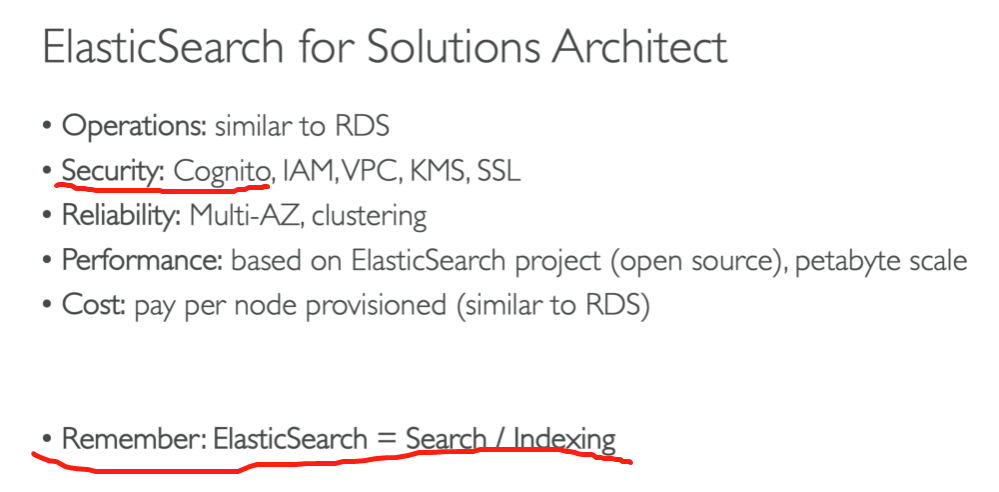 ElasticSearch for Solutions Architect
• Operations: similar to RDS
• Security: Cognito, IAM, VPC, KMS, SSL
• Reliability: Multi-AZ, clustering
• Performance: based on ElasticSearch project (open source), petabyte scale
• Cost: pay per node provisioned (similar to RDS)
• Remember: ElasticSearch = Search / Indexing